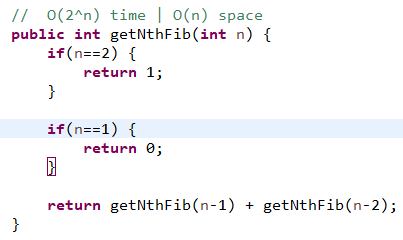 //  O(2^n) time | O(n) space
public int getNthFib(int n) {
    if(n==2) {
        return 1;
    }

    if(n==1) {
        return 0;
    }

    return getNthFib(n-1) + getNthFib(n-2);
}